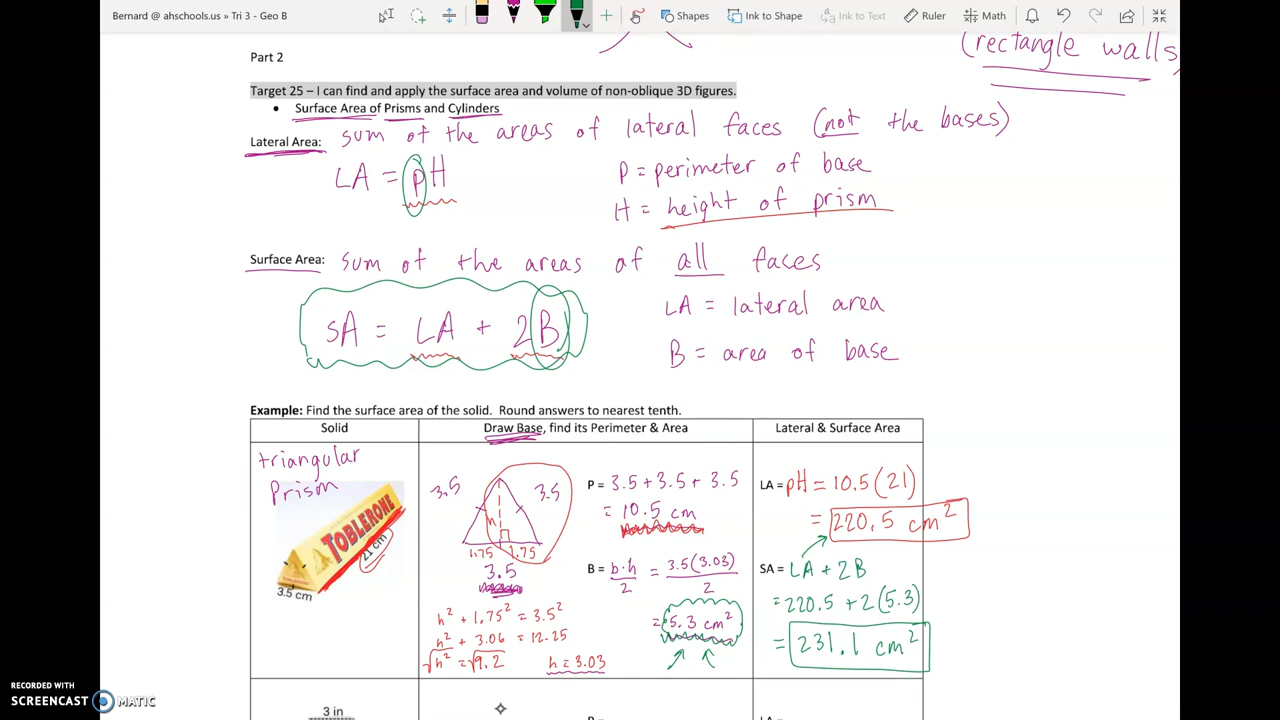 Bernard @ ahschools.us » Tri 3 - Geo B
Shapes
Ink to Shape
Ink to Text
Ruler
Math
(rectangle walls
Part 2
Target 25 – I can find and apply the surface area and volume of non-oblique 3D figures.
• Surface Area of Prisms and Cylinders
Lateral Area: sum of the areas of lateral faces (not the bases)
LA = pH
P = perimeter of base
H = height of prism
Surface Area: sum of the areas of all faces
SA = LA + 2B
LA = lateral area
B = area of base
Example: Find the surface area of the solid. Round answers to nearest tenth.
Solid
Draw Base, find its Perimeter & Area
Lateral & Surface Area
triangular
Prism
TOBLERONE
21 cm
3.5 cm
3.5
3.5
h
1.75 1.75
3.5
h² + 1.75² = 3.5²
h² + 3.06 = 12.25
√h² = √9.2
h = 3.03
P = 3.5 + 3.5 + 3.5
= 10.5 cm
B = b·h/2 = 3.5(3.03)/2
= 5.3 cm²
LA = pH = 10.5(21)
= 220.5 cm²
SA = LA + 2B
= 220.5 + 2(5.3)
= 231.1 cm²
3 in
P =
LA =
RECORDED WITH
SCREENCAST MATIC